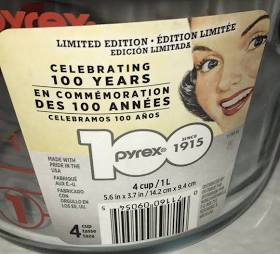 Pyrex
LIMITED EDITION • ÉDITION LIMITÉE
EDICIÓN LIMITADA
CELEBRATING
100 YEARS
EN COMMÉMORATION
DES 100 ANNÉES
CELEBRAMOS 100 AÑOS
100
pyrex®
SINCE
1915
MADE WITH
PRIDE IN THE
USA
FABRIQUÉ
AUX É.-U.
FABRICADO
CON
ORGULLO EN
LOS EE. UU.
4 cup / 1 L
5.6 in x 3.7 in / 14.2 cm x 9.4 cm
4 cup
tasse
taza